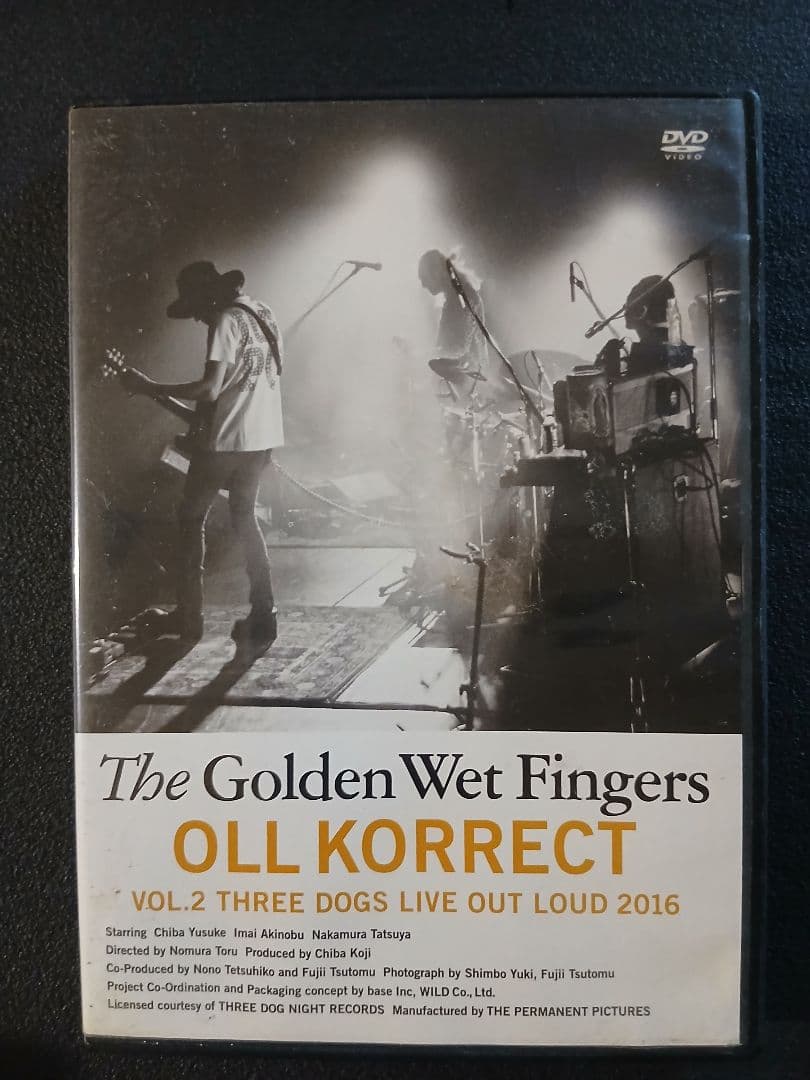 DVD
VIDEO
The Golden Wet Fingers
OLL KORRECT
VOL.2 THREE DOGS LIVE OUT LOUD 2016
Starring Chiba Yusuke Imai Akinobu Nakamura Tatsuya
Directed by Nomura Toru Produced by Chiba Koji
Co-Produced by Nono Tetsuhiko and Fujii Tsutomu Photograph by Shimbo Yuki, Fujii Tsutomu
Project Co-Ordination and Packaging concept by base Inc, WILD Co., Ltd.
Licensed courtesy of THREE DOG NIGHT RECORDS Manufactured by THE PERMANENT PICTURES